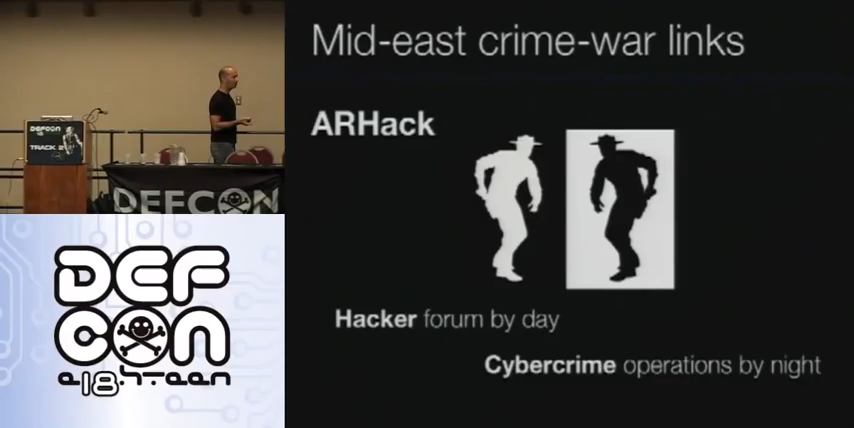 DEFCON
TRACK 2
DEFCON
DEF
CON
e18hteen
Mid-east crime-war links
ARHack
Hacker forum by day
Cybercrime operations by night